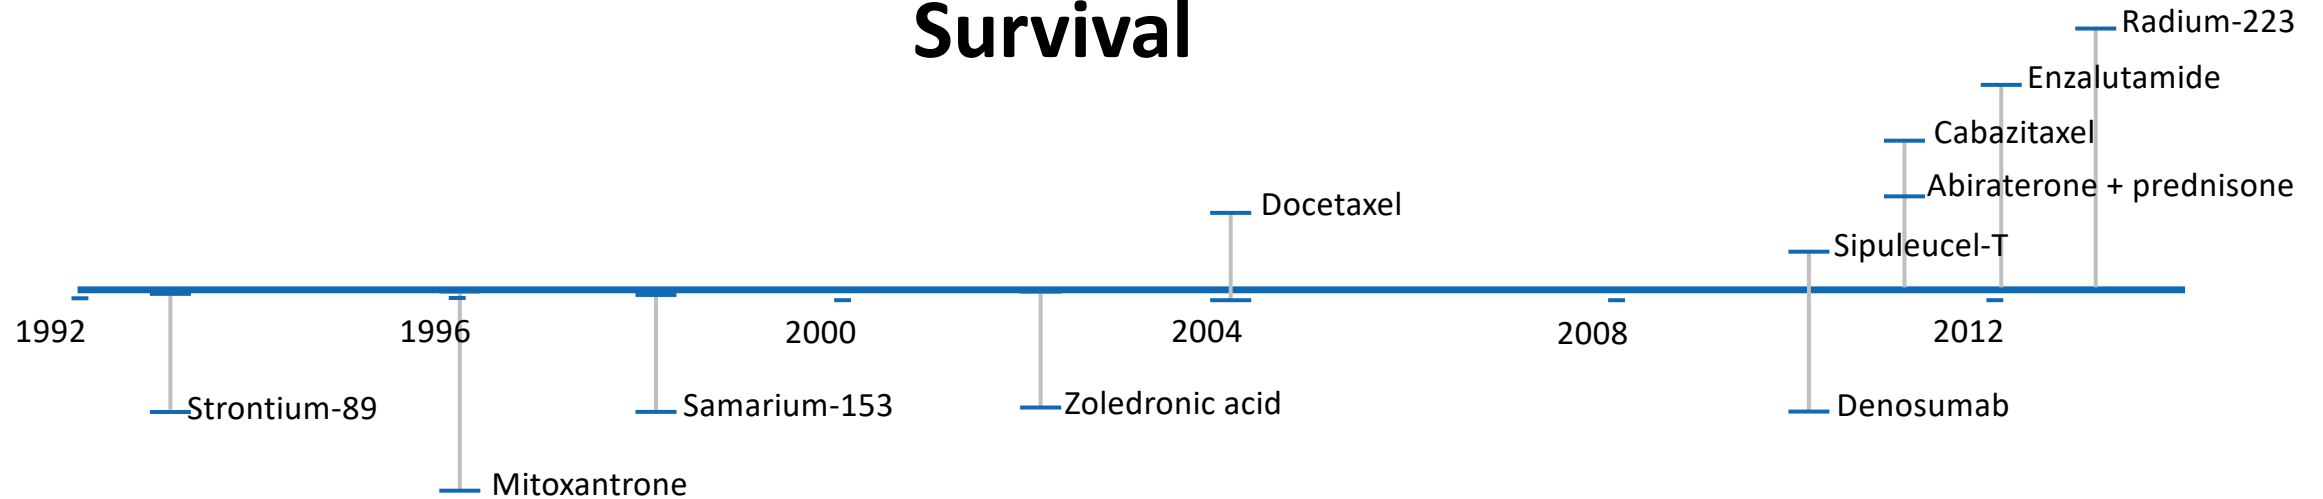 Survival
Radium-223
Enzalutamide
Cabazitaxel
Abiraterone + prednisone
Docetaxel
Sipuleucel-T
1992
1996
2000
2004
2008
2012
Strontium-89
Samarium-153
Zoledronic acid
Denosumab
Mitoxantrone